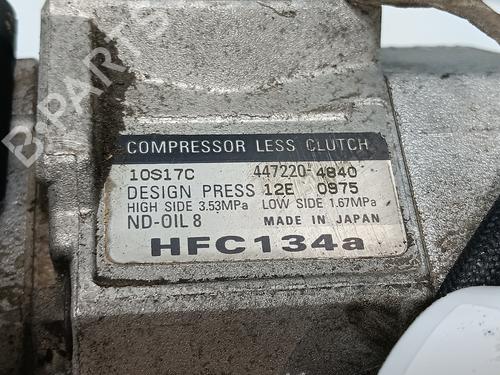 B-PARTS
COMPRESSOR LESS CLUTCH
10S17C 447220-4840
DESIGN PRESS 12E 0975
HIGH SIDE 3.53MPa LOW SIDE 1.67MPa
ND-OIL 8 MADE IN JAPAN
HFC134a